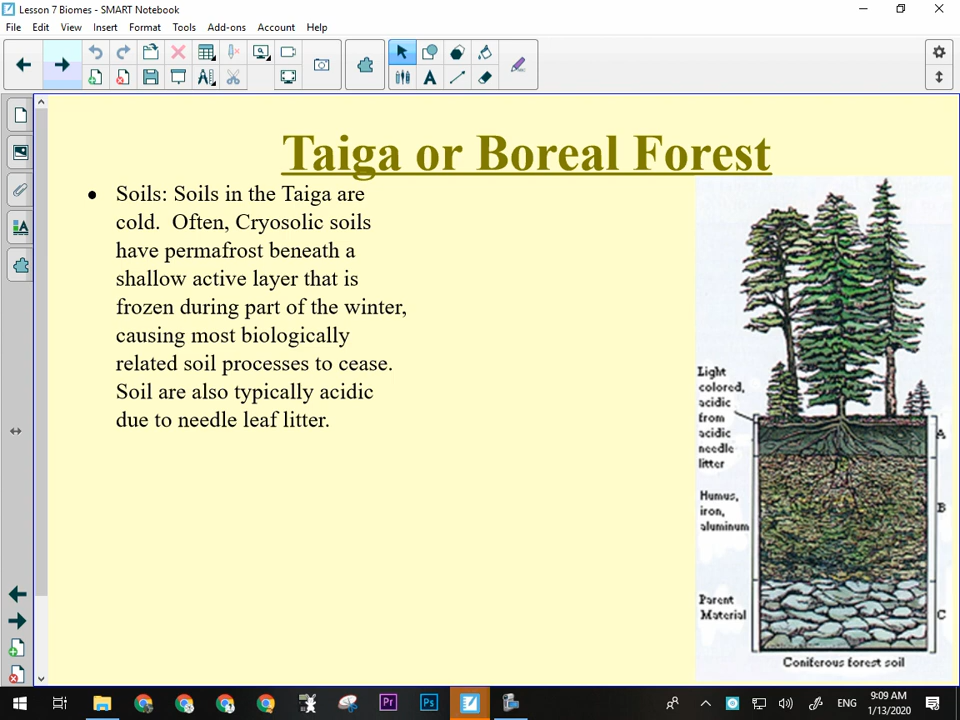 Lesson 7 Biomes - SMART Notebook
File Edit View Insert Format Tools Add-ons Account Help
Taiga or Boreal Forest
• Soils: Soils in the Taiga are
cold. Often, Cryosolic soils
have permafrost beneath a
shallow active layer that is
frozen during part of the winter,
causing most biologically
related soil processes to cease.
Soil are also typically acidic
due to needle leaf litter.
Light
colored,
acidic
from
acidic
needle
litter
A
Humus,
iron,
aluminum
B
Parent
Material
C
Coniferous forest soil
Pr
Ps
ENG
9:09 AM
1/13/2020